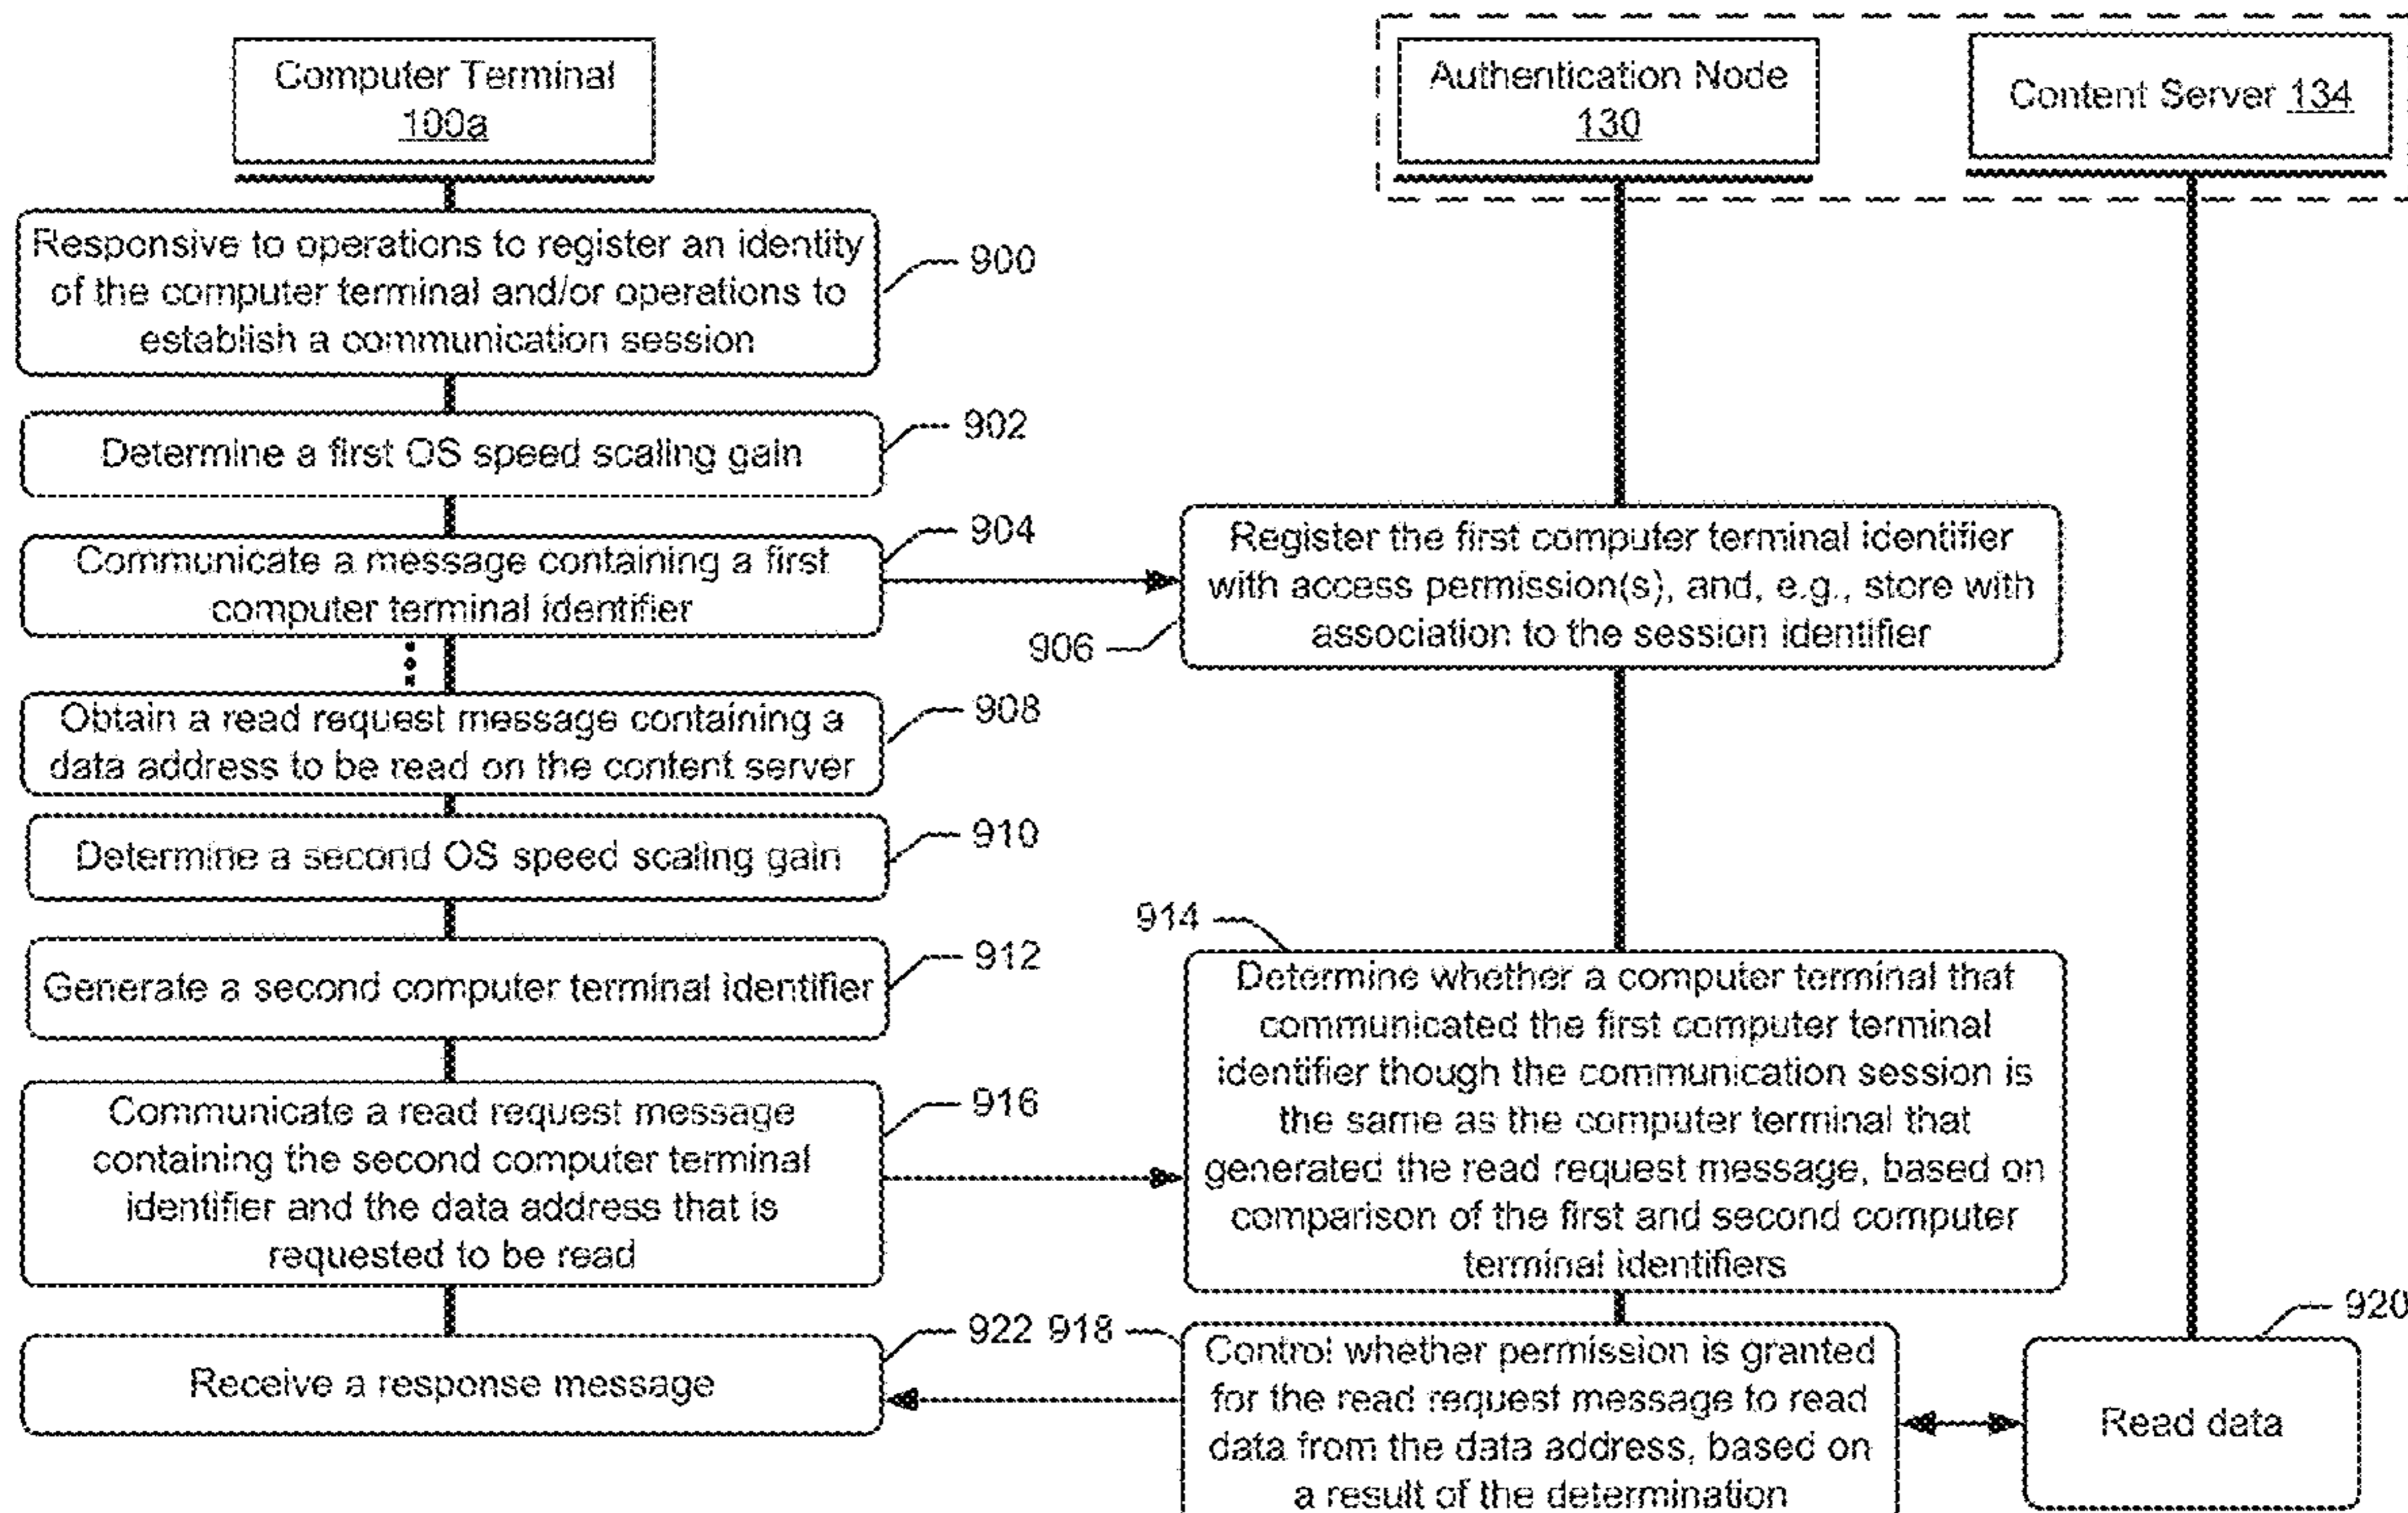 Computer Terminal
100a
Authentication Node
130
Content Server 134
Responsive to operations to register an identity
of the computer terminal and/or operations to
establish a communication session
900
Determine a first OS speed scaling gain
902
Communicate a message containing a first
computer terminal identifier
904
Register the first computer terminal identifier
with access permission(s), and, e.g., store with
association to the session identifier
906
Obtain a read request message containing a
data address to be read on the content server
908
Determine a second OS speed scaling gain
910
Generate a second computer terminal identifier
912
914
Determine whether a computer terminal that
communicated the first computer terminal
identifier though the communication session is
the same as the computer terminal that
generated the read request message, based on
comparison of the first and second computer
terminal identifiers
Communicate a read request message
containing the second computer terminal
identifier and the data address that is
requested to be read
916
Receive a response message
922
918
Control whether permission is granted
for the read request message to read
data from the data address, based on
a result of the determination
920
Read data